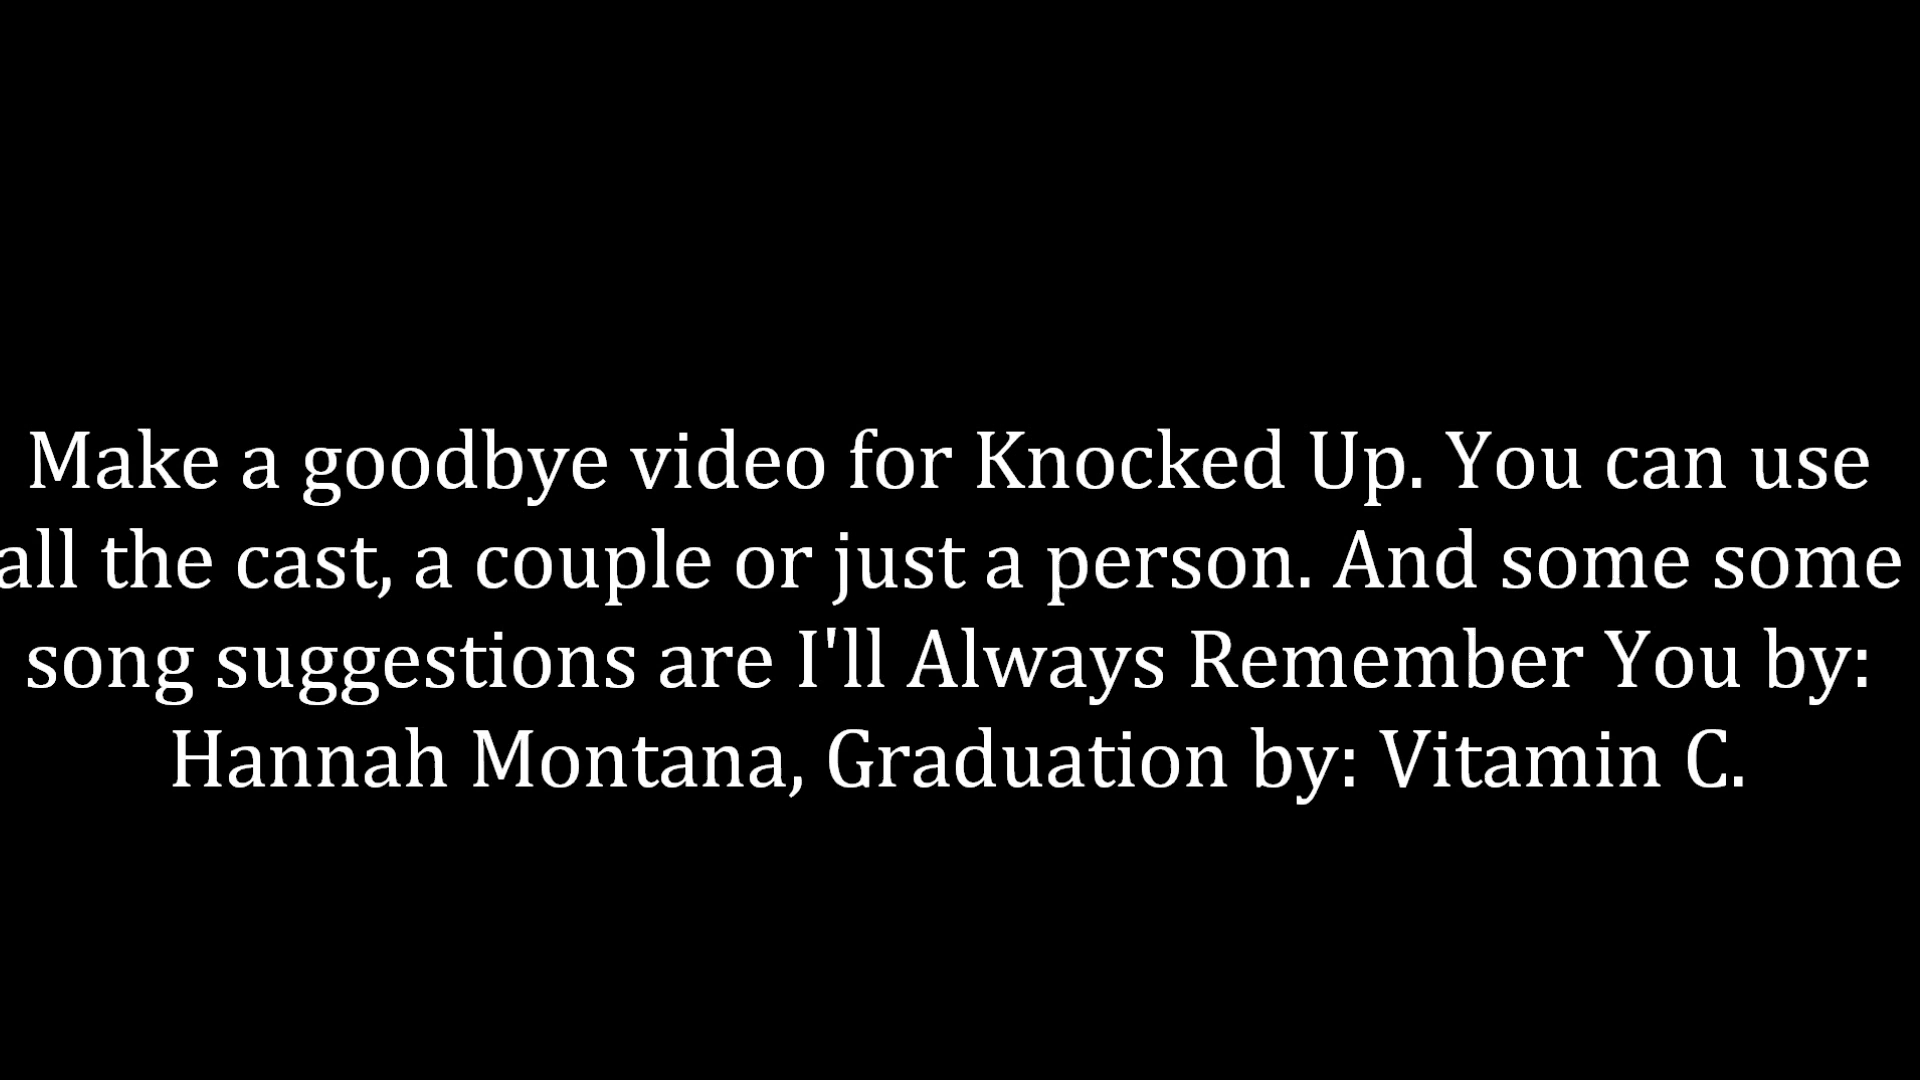 Make a goodbye video for Knocked Up. You can use
all the cast, a couple or just a person. And some some
song suggestions are I'll Always Remember You by:
Hannah Montana, Graduation by: Vitamin C.